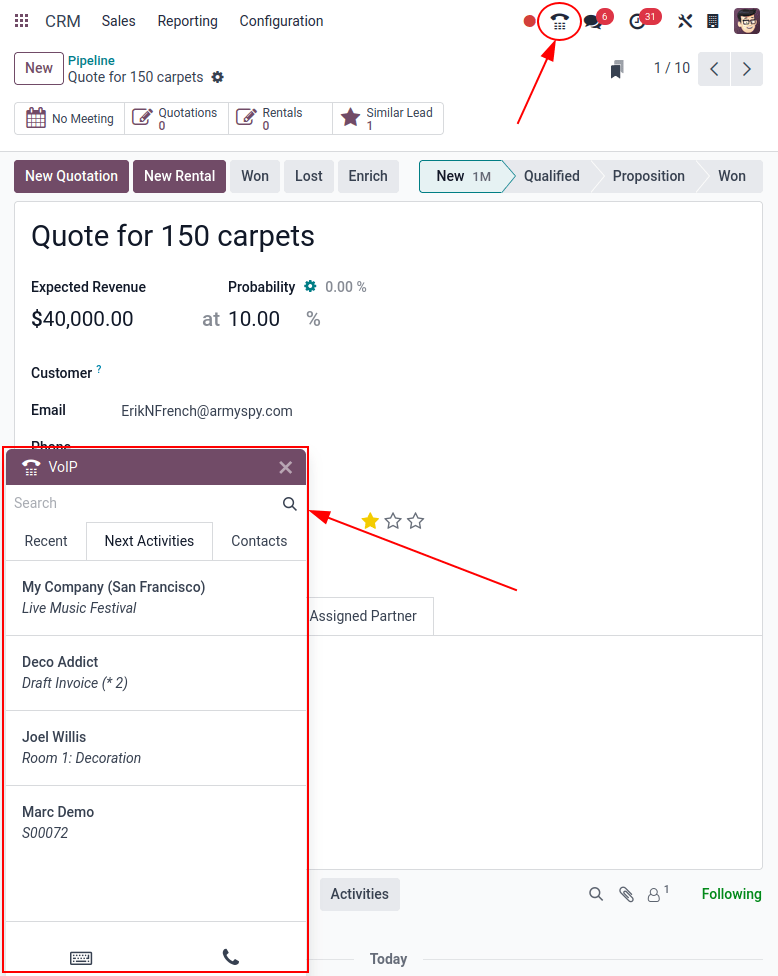 CRM Sales Reporting Configuration 6 31
New Pipeline
Quote for 150 carpets 1 / 10
No Meeting Quotations 0 Rentals 0 Similar Lead 1
New Quotation New Rental Won Lost Enrich New 1M Qualified Proposition Won
Quote for 150 carpets
Expected Revenue Probability 0.00 %
$40,000.00 at 10.00 %
Customer ?
Email ErikNFrench@armyspy.com
Phone
VoIP
Search
Recent Next Activities Contacts
My Company (San Francisco)
Live Music Festival
Assigned Partner
Deco Addict
Draft Invoice (* 2)
Joel Willis
Room 1: Decoration
Marc Demo
S00072
Activities 1 Following
Today